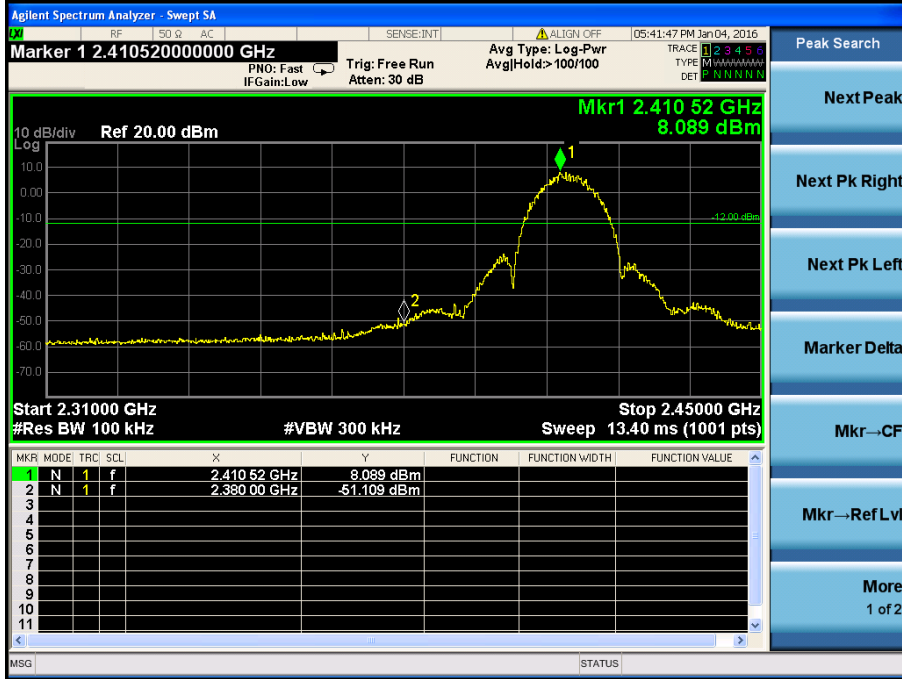 Agilent Spectrum Analyzer - Swept SA
LXI RF 50 Ω AC SENSE:INT ALIGN OFF 05:41:47 PM Jan 04, 2016
Marker 1 2.410520000000 GHz
PNO: Fast
IFGain:Low
Trig: Free Run
Atten: 30 dB
Avg Type: Log-Pwr
Avg|Hold:>100/100
TRACE 1 2 3 4 5 6
TYPE M WWWWW
DET P N N N N N
Mkr1 2.410 52 GHz
8.089 dBm
10 dB/div Ref 20.00 dBm
Log
1
10.0
0.00
-10.0
-12.00 dBm
-20.0
-30.0
-40.0
2
-50.0
-60.0
-70.0
Start 2.31000 GHz Stop 2.45000 GHz
#Res BW 100 kHz #VBW 300 kHz Sweep 13.40 ms (1001 pts)
MKR MODE TRC SCL X Y FUNCTION FUNCTION WIDTH FUNCTION VALUE
1 N 1 f 2.410 52 GHz 8.089 dBm
2 N 1 f 2.380 00 GHz -51.109 dBm
3
4
5
6
7
8
9
10
11
MSG STATUS
Peak Search
Next Peak
Next Pk Right
Next Pk Left
Marker Delta
Mkr→CF
Mkr→Ref Lvl
More
1 of 2